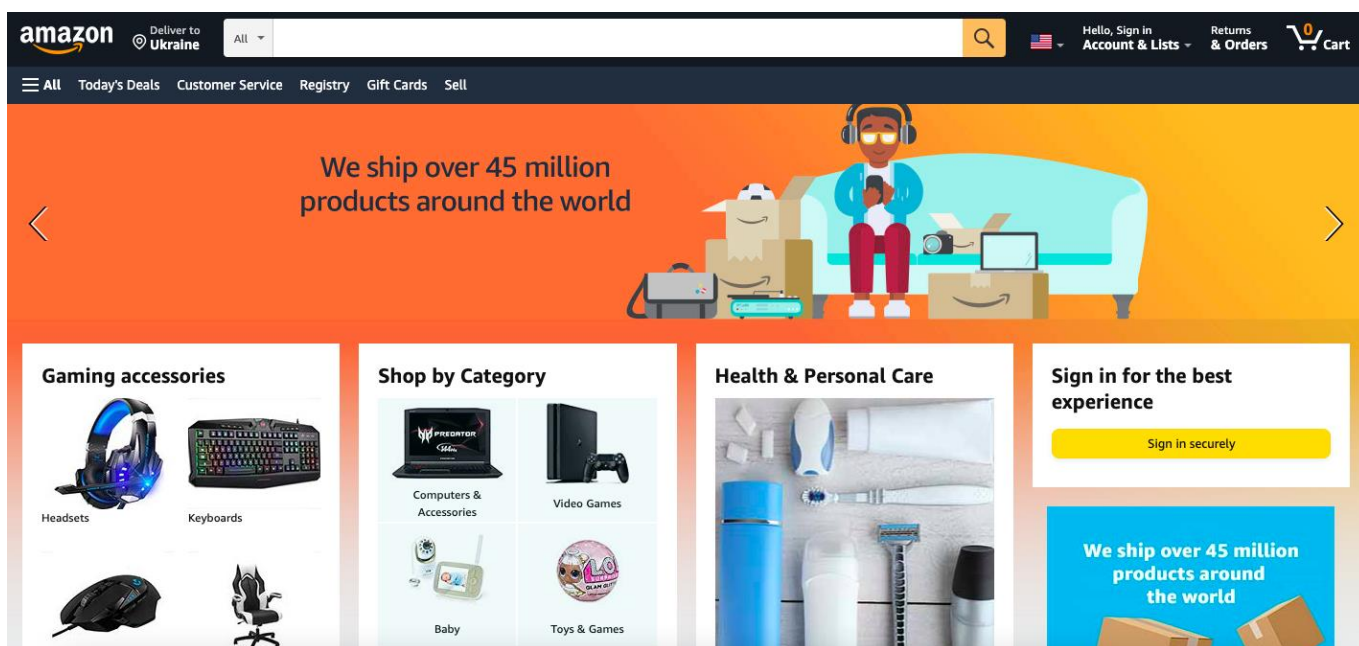 amazon
Deliver to
Ukraine
All
Hello, Sign in
Account & Lists
Returns
& Orders
0
Cart
All
Today's Deals
Customer Service
Registry
Gift Cards
Sell
We ship over 45 million
products around the world
Gaming accessories
Headsets
Keyboards
Shop by Category
PREDATOR
Computers &
Accessories
Video Games
Baby
Toys & Games
Health & Personal Care
Sign in for the best
experience
Sign in securely
We ship over 45 million
products around
the world